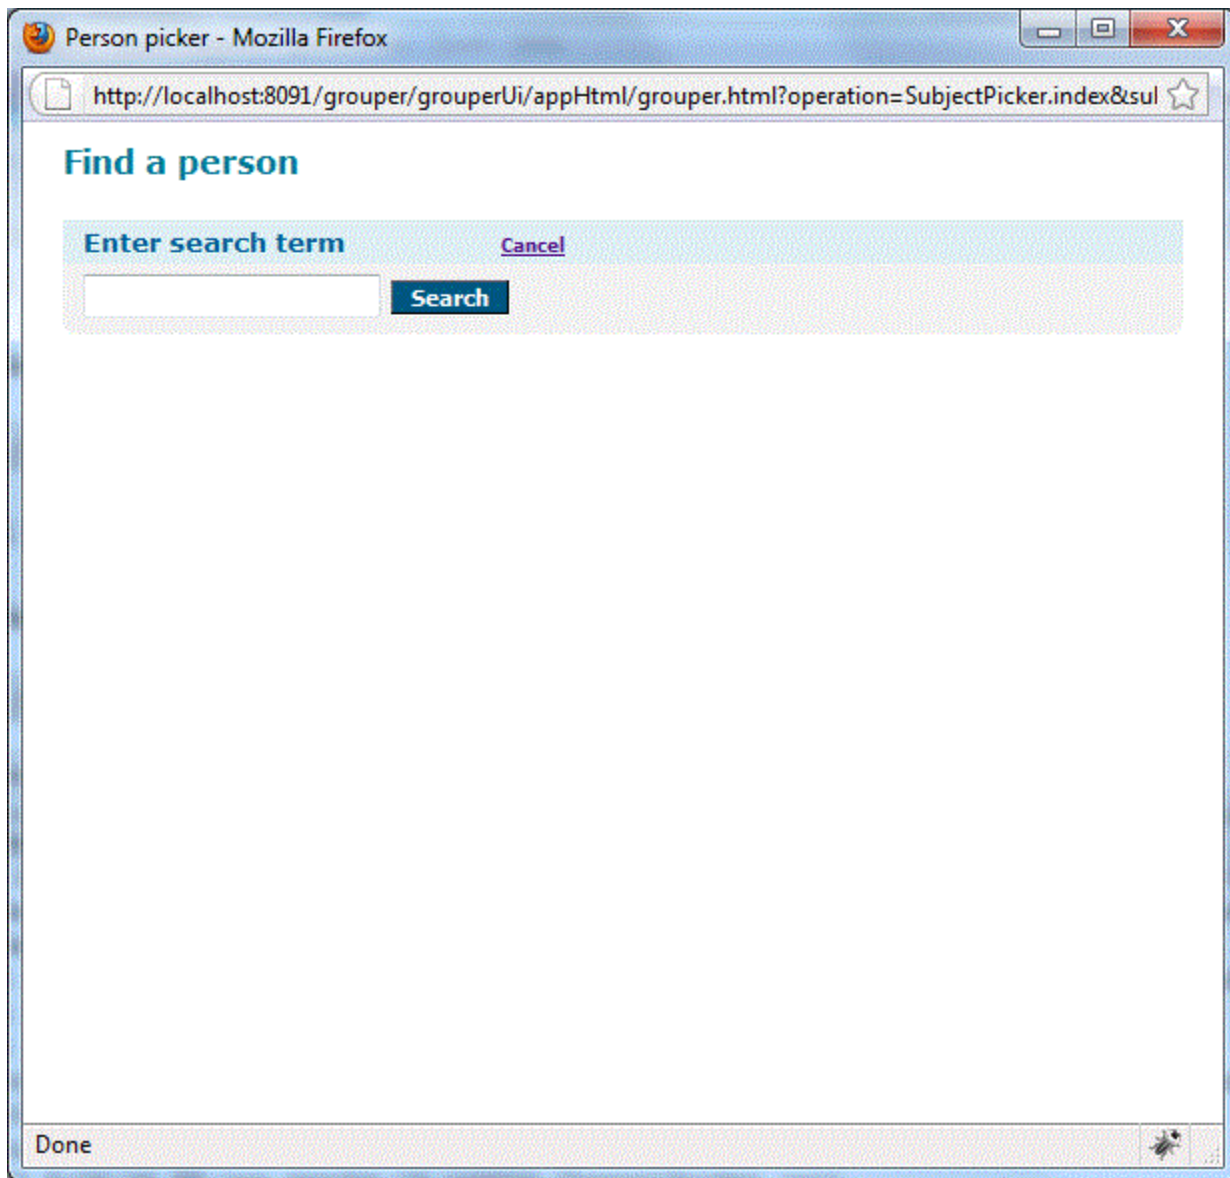 Person picker - Mozilla Firefox
http://localhost:8091/grouper/grouperUi/appHtml/grouper.html?operation=SubjectPicker.index&sul
Find a person
Enter search term Cancel
Search
Done